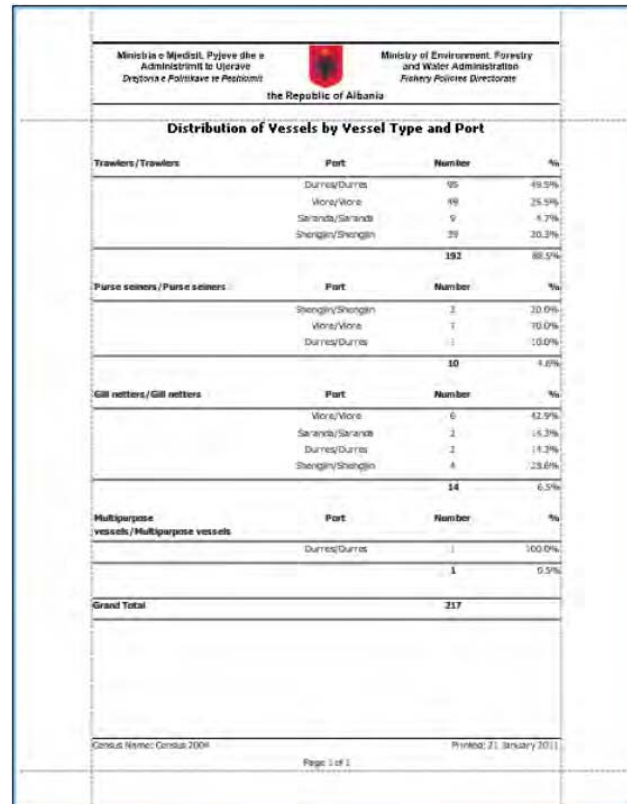 Ministria e Mjedisit, Pyjeve dhe e
Administrimit te Ujerave
Drejtoria e Politikave te Peshkimit
Ministry of Environment, Forestry
and Water Administration
Fishery Policies Directorate
the Republic of Albania
Distribution of Vessels by Vessel Type and Port
Trawlers/Trawlers Port Number %
Durres/Durres 95 49.5%
Vlore/Vlore 49 25.5%
Saranda/Saranda 9 4.7%
Shengjin/Shengjin 39 20.3%
192 88.5%
Purse seiners/Purse seiners Port Number %
Shengjin/Shengjin 2 20.0%
Vlore/Vlore 7 70.0%
Durres/Durres 1 10.0%
10 4.6%
Gill netters/Gill netters Port Number %
Vlore/Vlore 6 42.9%
Saranda/Saranda 2 14.3%
Durres/Durres 2 14.3%
Shengjin/Shengjin 4 28.6%
14 6.5%
Multipurpose Port Number %
vessels/Multipurpose vessels
Durres/Durres 1 100.0%
1 0.5%
Grand Total 217
Census Name: Census 2004 Printed: 21 January 2011
Page 1 of 1